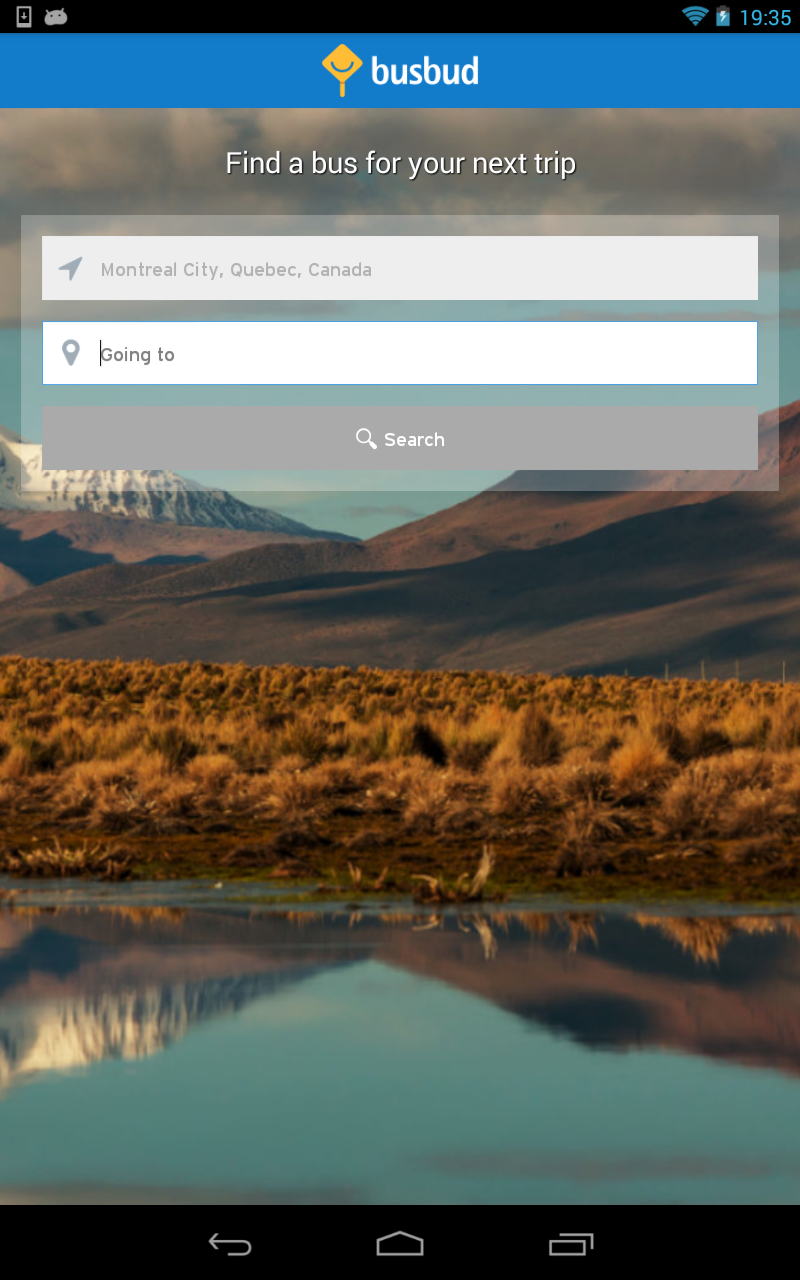 19:35
busbud
Find a bus for your next trip
Montreal City, Quebec, Canada
Going to
Search